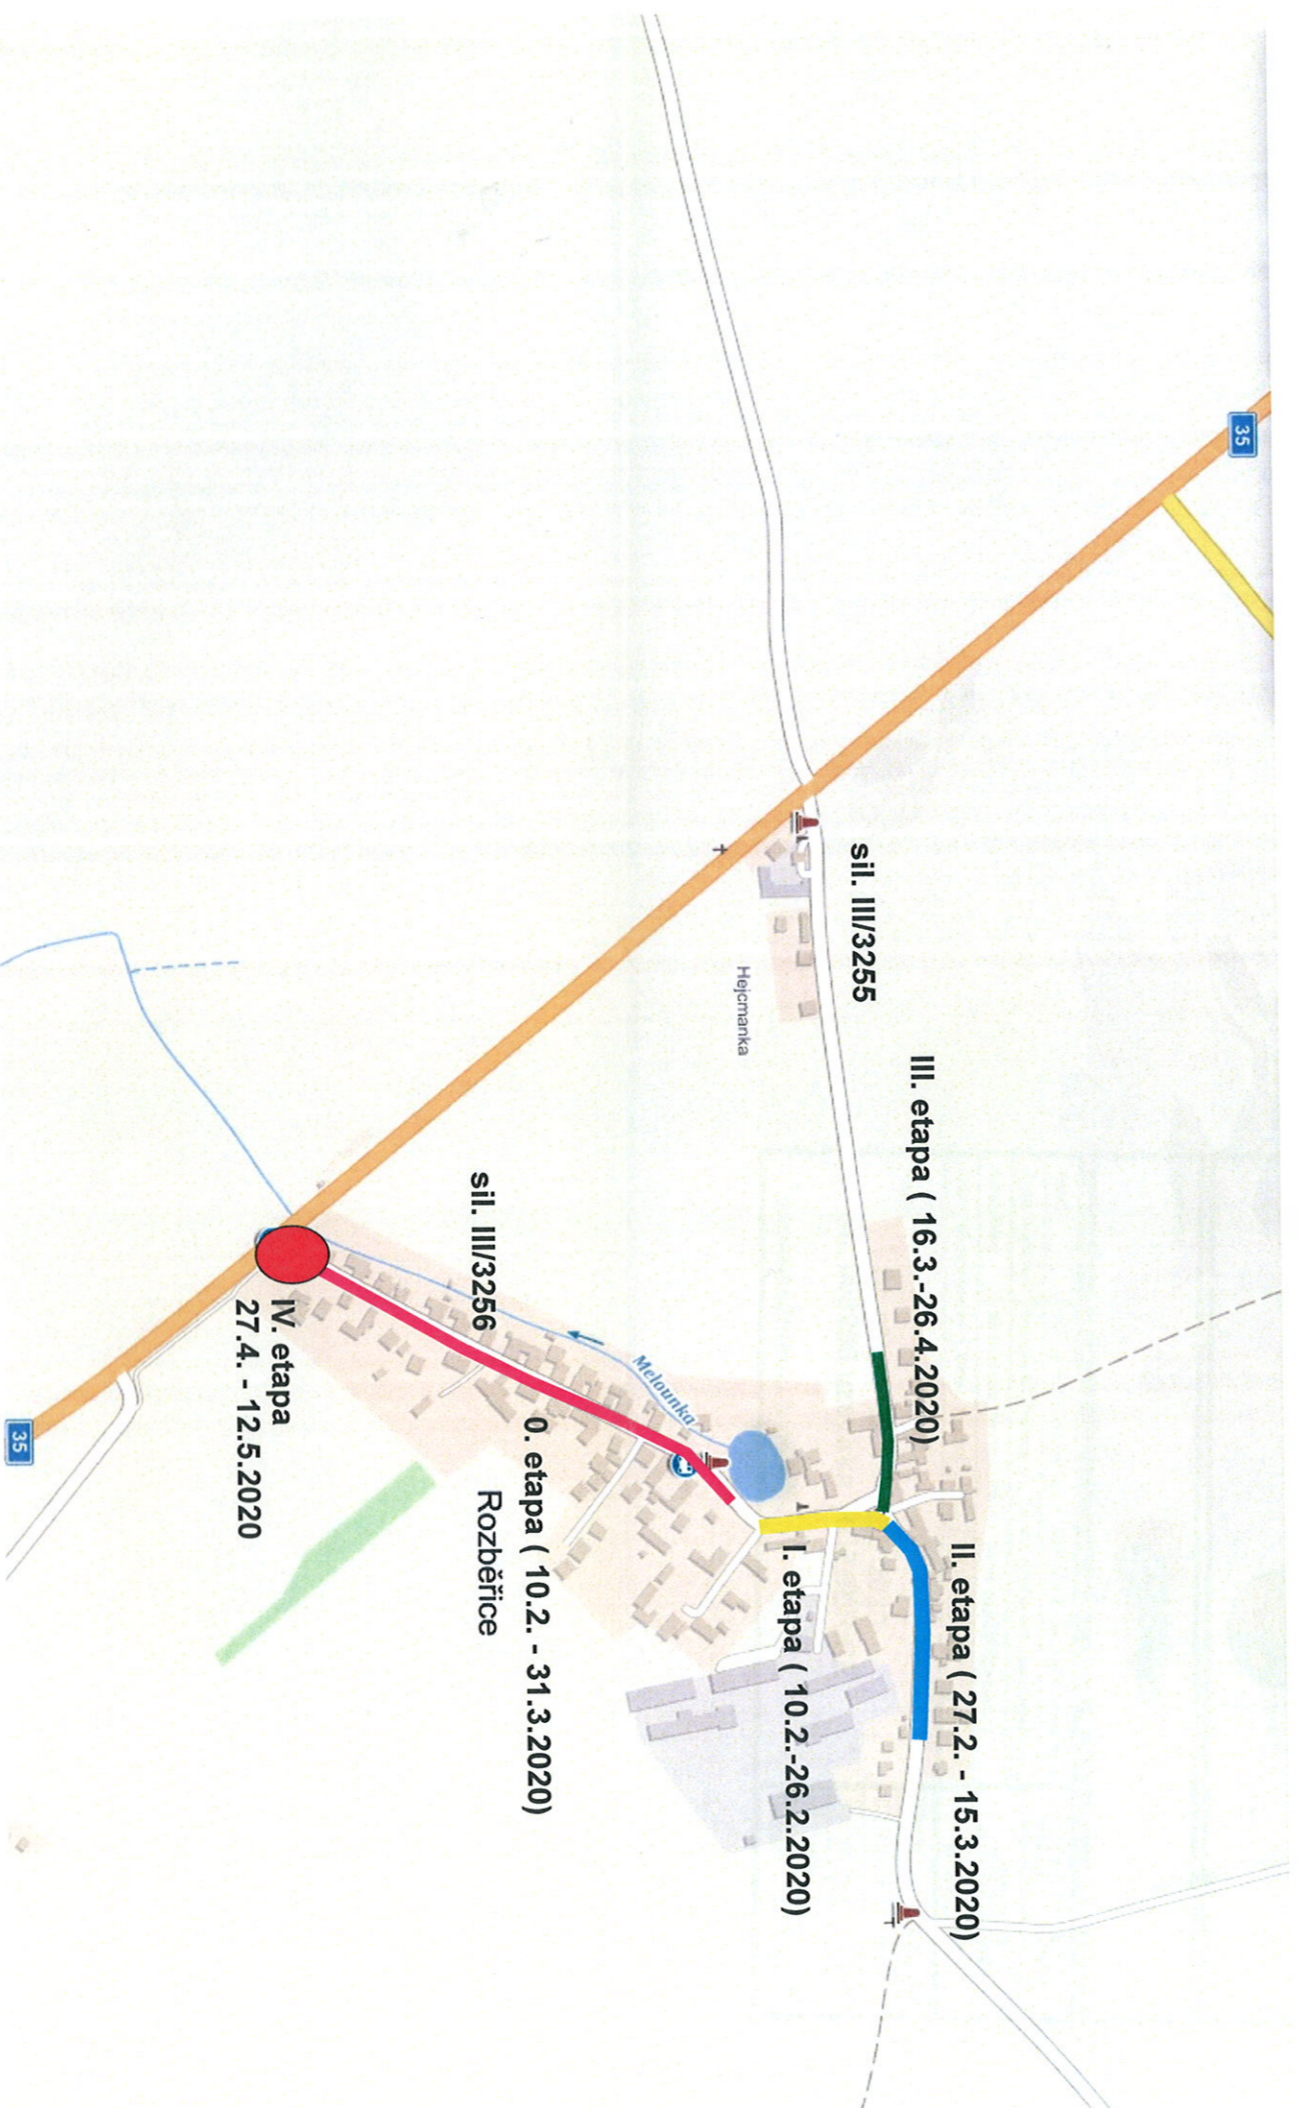 35
sil. III/3255
III. etapa ( 16.3.-26.4.2020)
II. etapa ( 27.2. - 15.3.2020)
Hejcmanka
I. etapa ( 10.2.-26.2.2020)
Melounka
sil. III/3256
0. etapa ( 10.2. - 31.3.2020)
Rozběřice
IV. etapa
27.4. - 12.5.2020
35